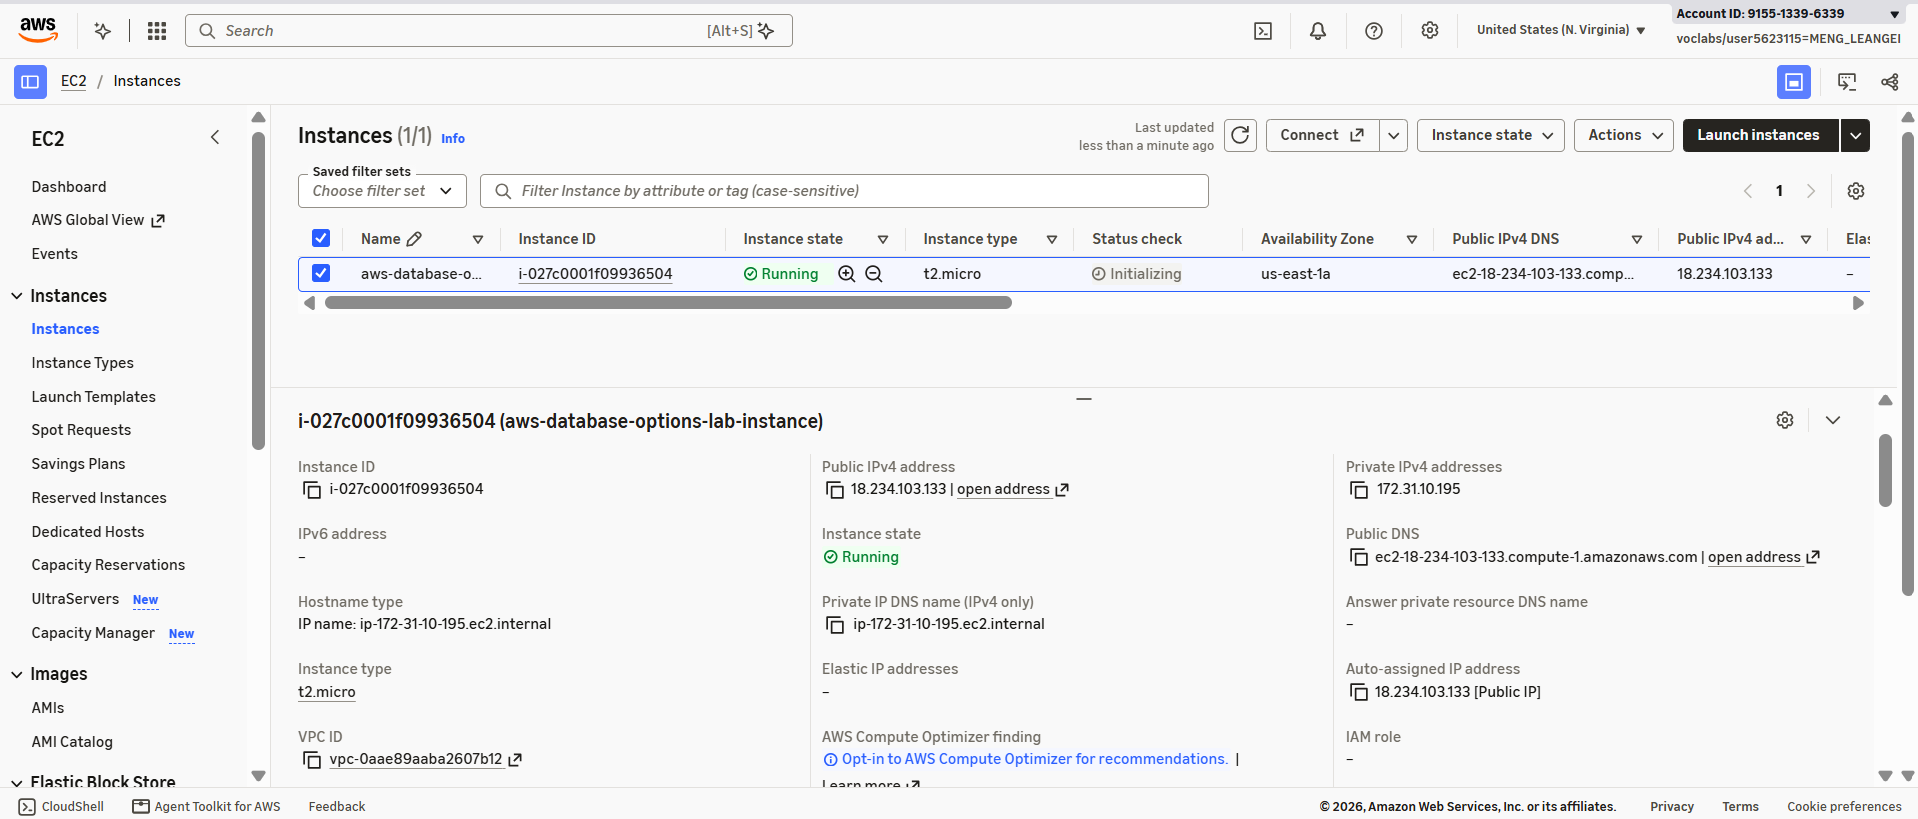 aws
Search
[Alt+S]
United States (N. Virginia)
Account ID: 9155-1339-6339
voclabs/user5623115=MENG_LEANGEI
EC2 / Instances
EC2
Dashboard
AWS Global View
Events
Instances
Instances
Instance Types
Launch Templates
Spot Requests
Savings Plans
Reserved Instances
Dedicated Hosts
Capacity Reservations
UltraServers New
Capacity Manager New
Images
AMIs
AMI Catalog
Elastic Block Store
Instances (1/1) Info
Last updated
less than a minute ago
Connect
Instance state
Actions
Launch instances
Saved filter sets
Choose filter set
Filter Instance by attribute or tag (case-sensitive)
1
Name Instance ID Instance state Instance type Status check Availability Zone Public IPv4 DNS Public IPv4 ad... Elas
aws-database-o... i-027c0001f09936504 Running t2.micro Initializing us-east-1a ec2-18-234-103-133.comp... 18.234.103.133 –
i-027c0001f09936504 (aws-database-options-lab-instance)
Instance ID
i-027c0001f09936504
Public IPv4 address
18.234.103.133 | open address
Private IPv4 addresses
172.31.10.195
IPv6 address
–
Instance state
Running
Public DNS
ec2-18-234-103-133.compute-1.amazonaws.com | open address
Hostname type
IP name: ip-172-31-10-195.ec2.internal
Private IP DNS name (IPv4 only)
ip-172-31-10-195.ec2.internal
Answer private resource DNS name
–
Instance type
t2.micro
Elastic IP addresses
–
Auto-assigned IP address
18.234.103.133 [Public IP]
VPC ID
vpc-0aae89aaba2607b12
AWS Compute Optimizer finding
Opt-in to AWS Compute Optimizer for recommendations. |
Learn more
IAM role
–
CloudShell
Agent Toolkit for AWS
Feedback
© 2026, Amazon Web Services, Inc. or its affiliates.
Privacy
Terms
Cookie preferences